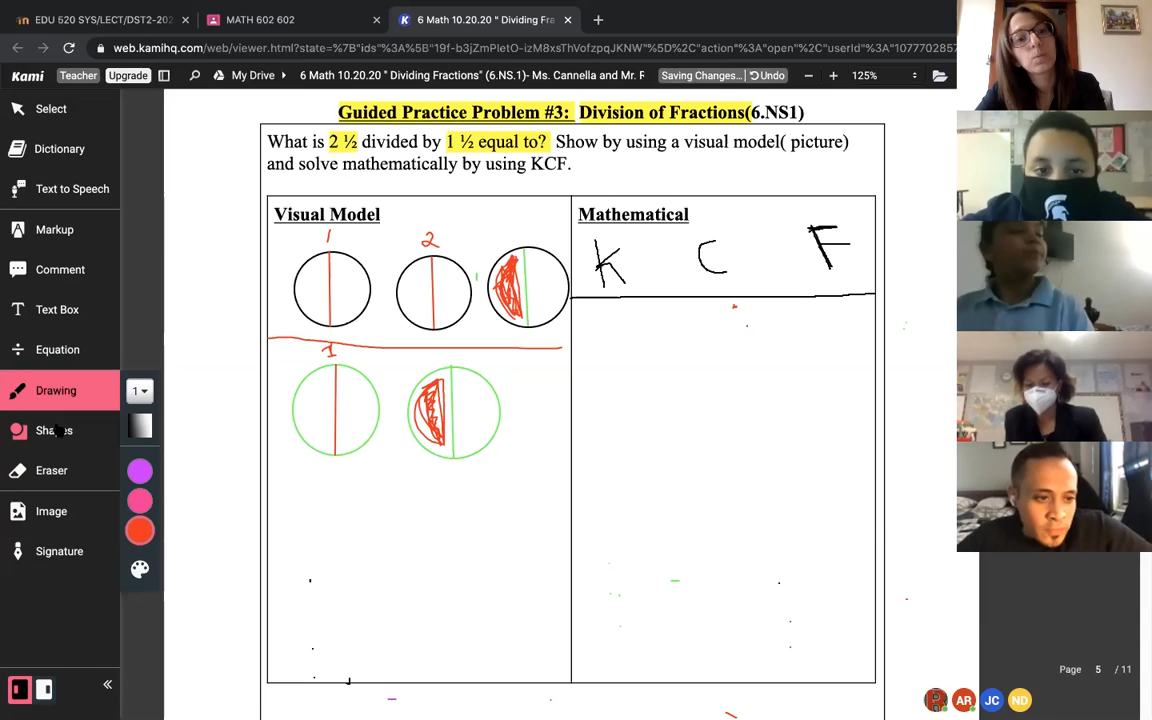 EDU 520 SYS/LECT/DST2-202
MATH 602 602
6 Math 10.20.20 " Dividing Fra
web.kamihq.com/web/viewer.html?state=%7B"ids"%3A%5B"19f-b3jZmPletO-izM8xsThVofzpqJKNW"%5D%2C"action"%3A"open"%2C"userId"%3A"1077702857
Kami Teacher Upgrade My Drive 6 Math 10.20.20 " Dividing Fractions" (6.NS.1)- Ms. Cannella and Mr. R Saving Changes... Undo 125%
Select
Dictionary
Text to Speech
Markup
Comment
Text Box
Equation
Drawing
1
Shapes
Eraser
Image
Signature
Guided Practice Problem #3: Division of Fractions(6.NS1)
What is 2 ½ divided by 1 ½ equal to? Show by using a visual model( picture)
and solve mathematically by using KCF.
Visual Model
Mathematical
1 2
K C F
1
Page 5 / 11
AR JC ND